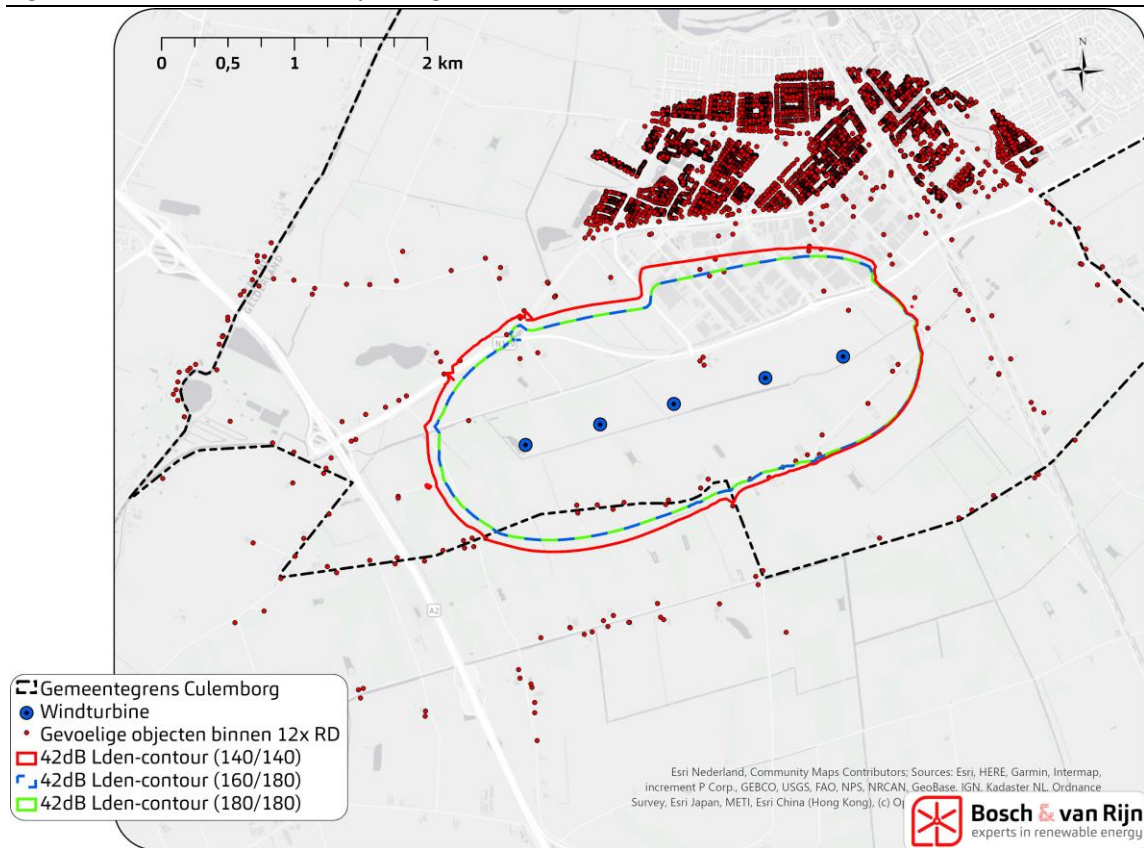 0 0,5 1 2 km
N
GELDERLAND
A2
Gemeentegrens Culemborg
Windturbine
Gevoelige objecten binnen 12x RD
42dB Lden-contour (140/140)
42dB Lden-contour (160/180)
42dB Lden-contour (180/180)
Esri Nederland, Community Maps Contributors; Sources: Esri, HERE, Garmin, Intermap,
increment P Corp., GEBCO, USGS, FAO, NPS, NRCAN, GeoBase, IGN, Kadaster NL, Ordnance
Survey, Esri Japan, METI, Esri China (Hong Kong), (c)
Bosch & van Rijn
experts in renewable energy